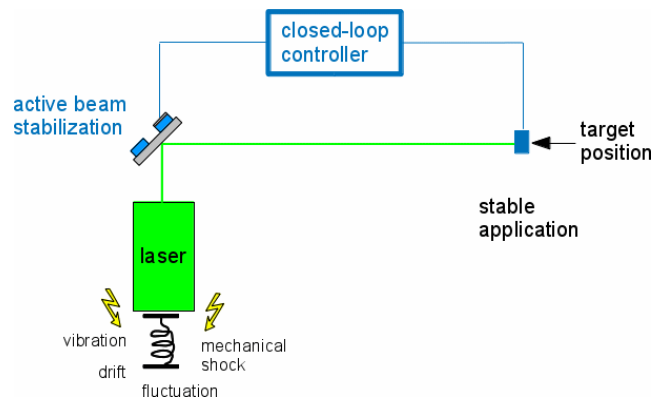 closed-loop
controller
active beam
stabilization
target
position
stable
application
laser
vibration
mechanical
shock
drift
fluctuation